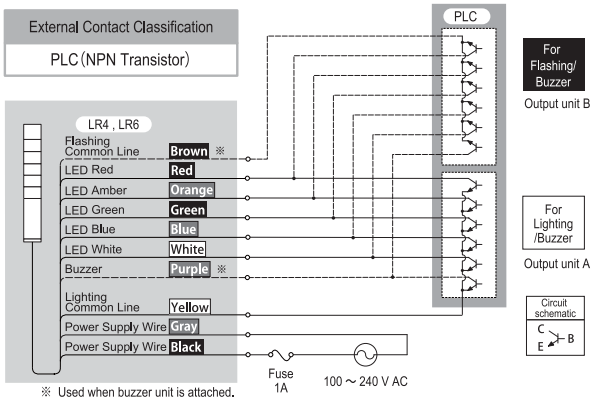 External Contact Classification
PLC (NPN Transistor)
PLC
For
Flashing/
Buzzer
Output unit B
LR4 , LR6
Flashing
Common Line Brown ※
LED Red Red
LED Amber Orange
LED Green Green
LED Blue Blue
LED White White
Buzzer Purple ※
Lighting
Common Line Yellow
Power Supply Wire Gray
Power Supply Wire Black
For
Lighting
/Buzzer
Output unit A
Circuit
schematic
C
B
E
Fuse
1A
100 ~ 240 V AC
※ Used when buzzer unit is attached.